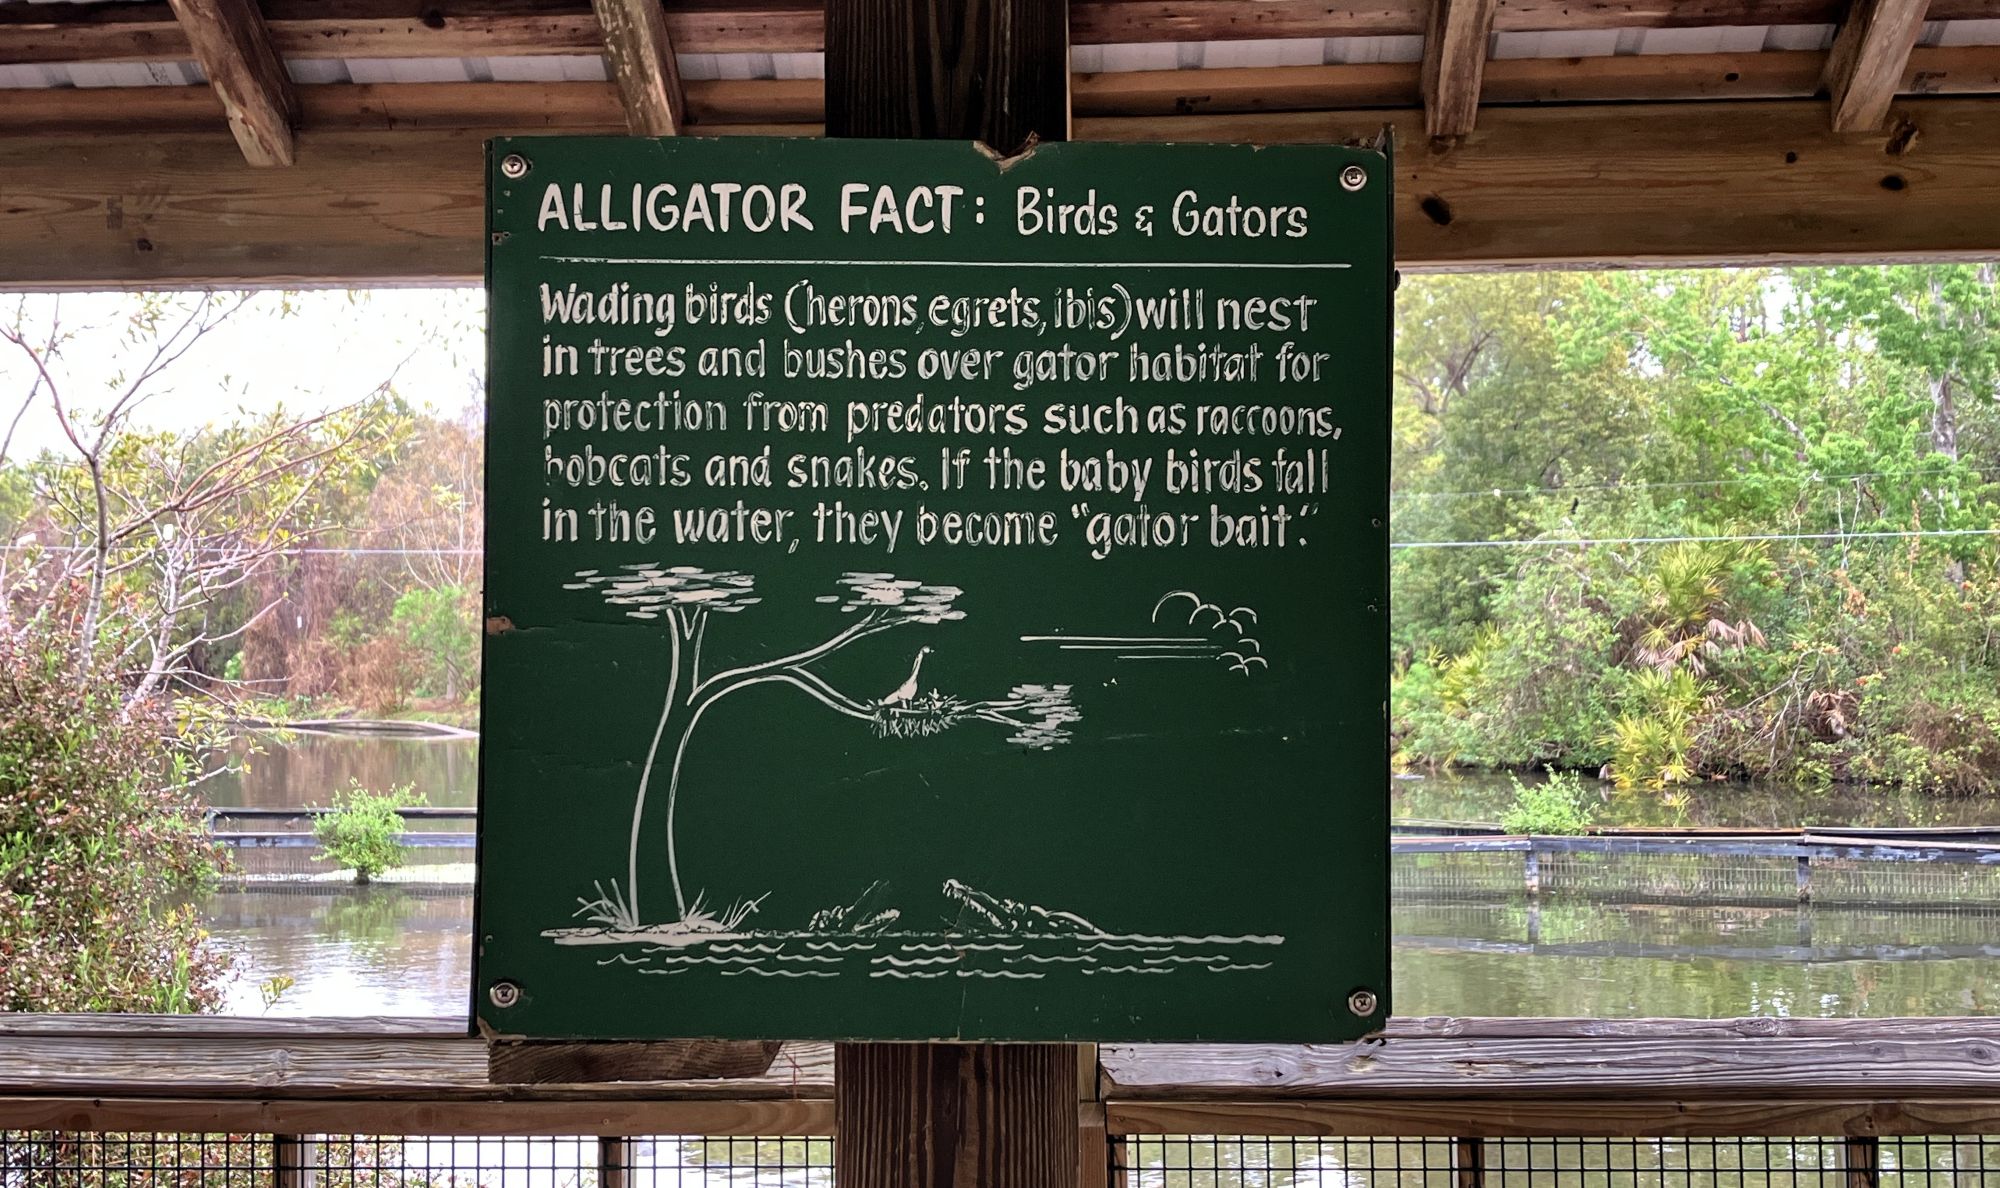 ALLIGATOR FACT: Birds & Gators
Wading birds (herons, egrets, ibis) will nest
in trees and bushes over gator habitat for
protection from predators such as raccoons,
bobcats and snakes. If the baby birds fall
in the water, they become "gator bait."